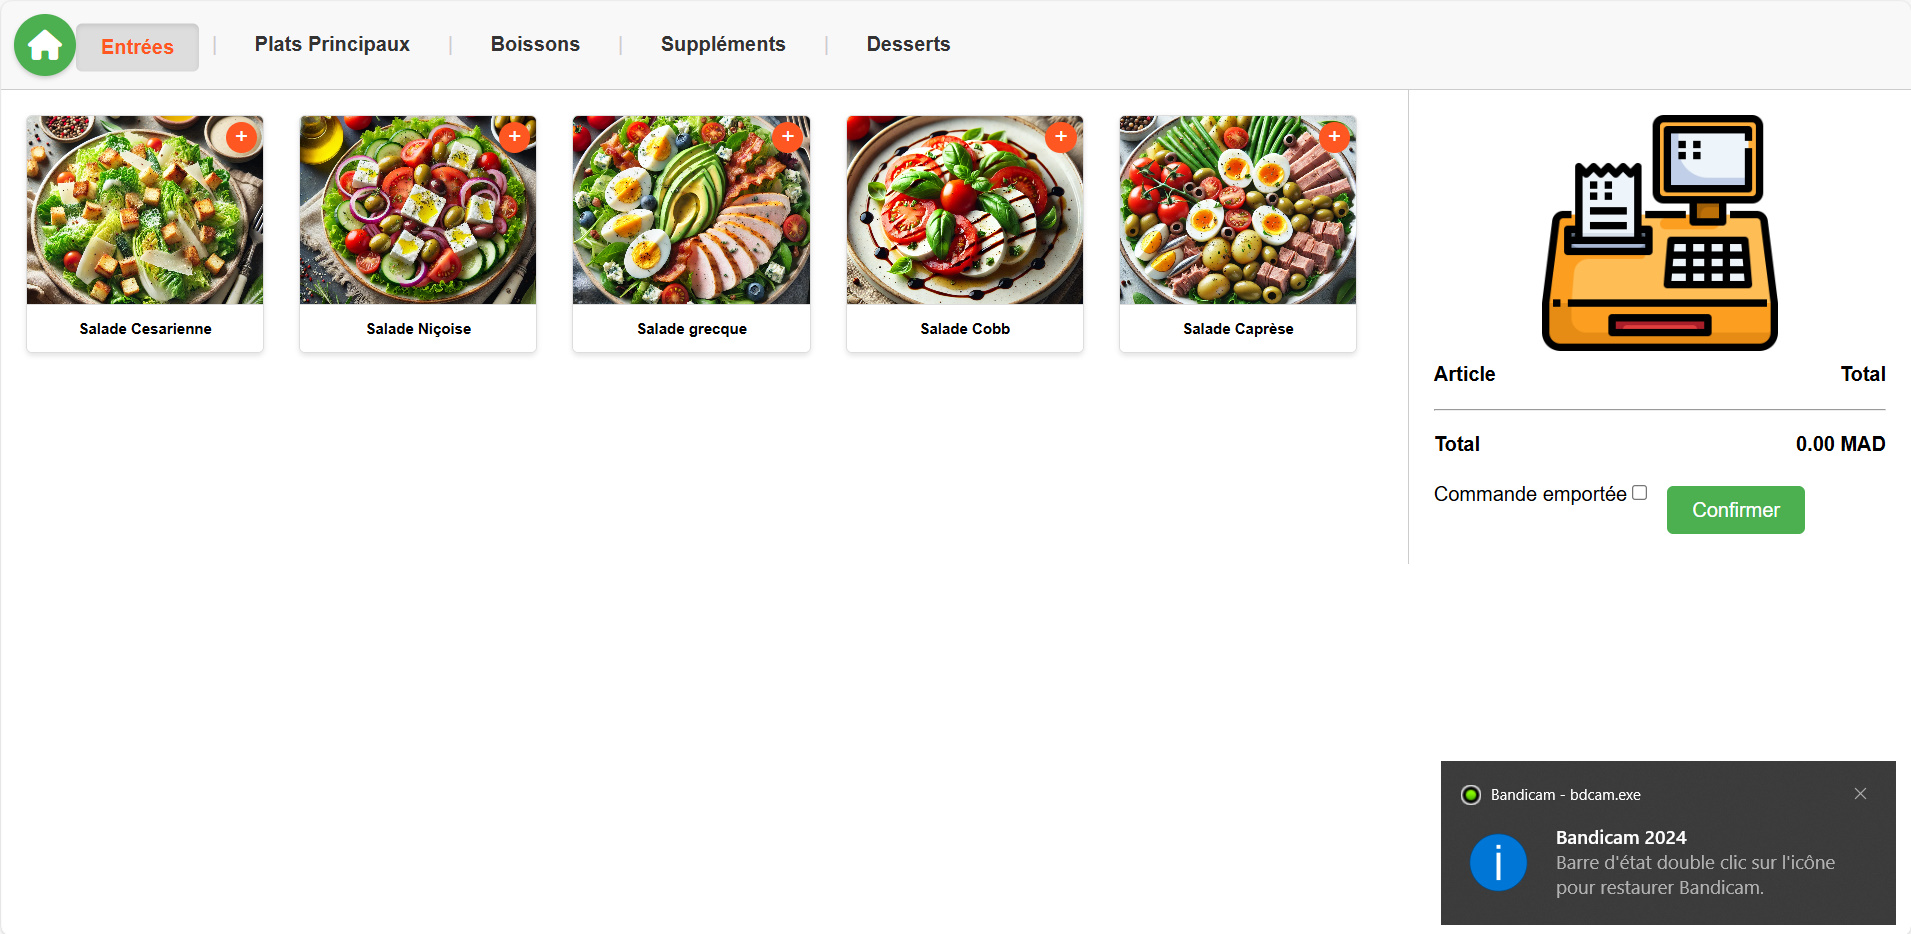 Entrées | Plats Principaux | Boissons | Suppléments | Desserts
+ + + + +
Salade Cesarienne
Salade Niçoise
Salade grecque
Salade Cobb
Salade Caprèse
Article Total
Total 0.00 MAD
Commande emportée Confirmer
Bandicam - bdcam.exe
Bandicam 2024
Barre d'état double clic sur l'icône
pour restaurer Bandicam.